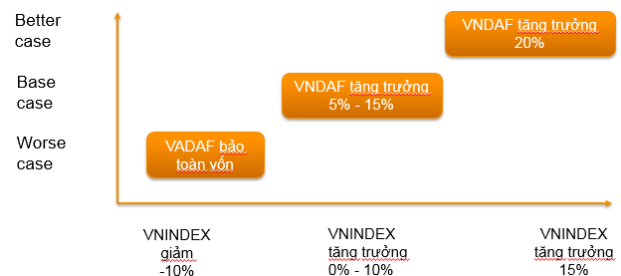 Better
case
VNDAF tăng trưởng
20%
Base
case
VNDAF tăng trưởng
5% - 15%
Worse
case
VADAF bảo
toàn vốn
VNINDEX
giảm
-10%
VNINDEX
tăng trưởng
0% - 10%
VNINDEX
tăng trưởng
15%